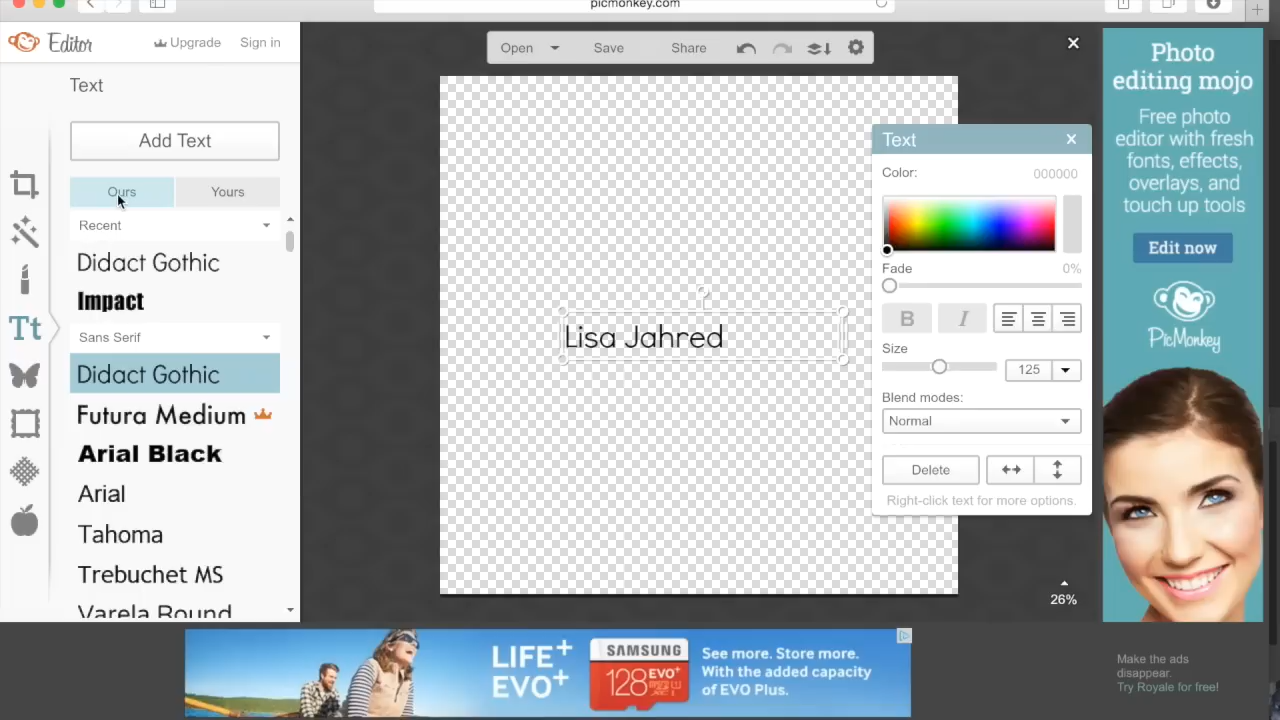 picmonkey.com
Editor
Upgrade
Sign in
Open
Save
Share
Text
Add Text
Ours
Yours
Recent
Didact Gothic
Impact
Sans Serif
Didact Gothic
Futura Medium
Arial Black
Arial
Tahoma
Trebuchet MS
Varela Round
Lisa Jahred
Text
Color:
000000
Fade
0%
B
I
Size
125
Blend modes:
Normal
Delete
Right-click text for more options.
26%
Photo
editing mojo
Free photo
editor with fresh
fonts, effects,
overlays, and
touch up tools
Edit now
PicMonkey
LIFE+
EVO+
SAMSUNG
128 EVO+
See more. Store more.
With the added capacity
of EVO Plus.
Make the ads
disappear.
Try Royale for free!